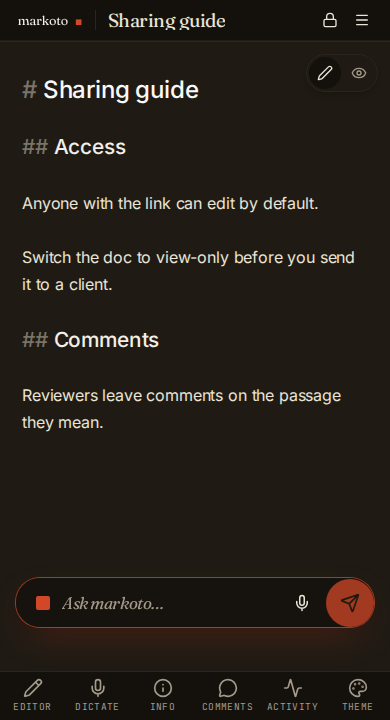 markoto Sharing guide
# Sharing guide
## Access
Anyone with the link can edit by default.
Switch the doc to view-only before you send
it to a client.
## Comments
Reviewers leave comments on the passage
they mean.
Ask markoto...
EDITOR DICTATE INFO COMMENTS ACTIVITY THEME